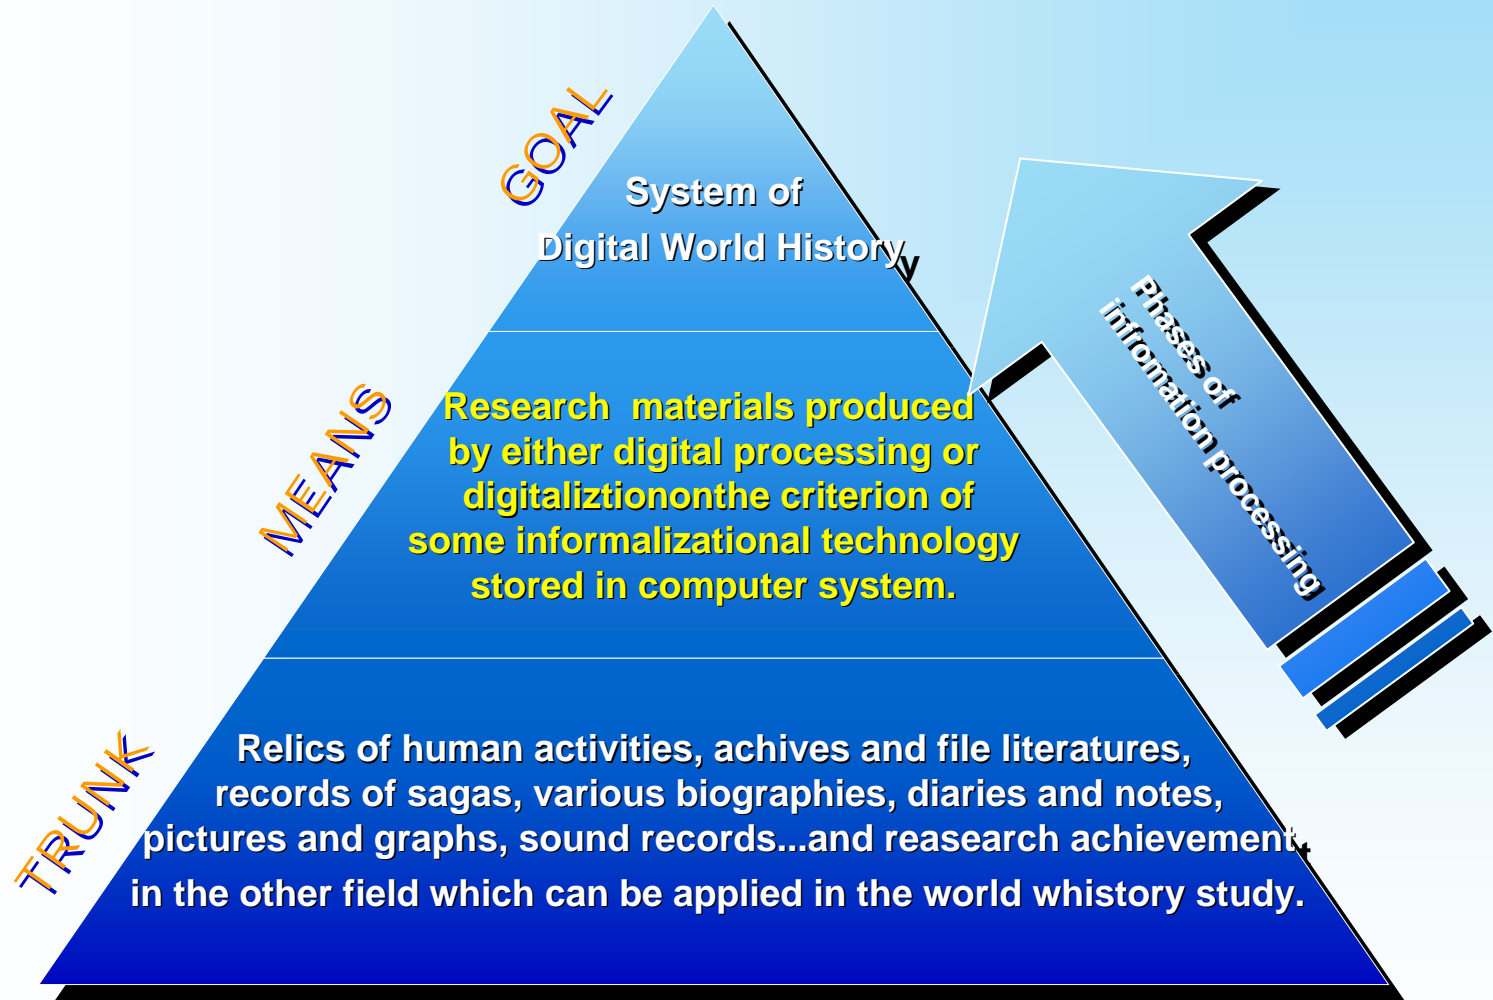 GOAL
System of
Digital World History
MEANS
Research materials produced
by either digital processing or
digitaliztiononthe criterion of
some informalizational technology
stored in computer system.
TRUNK
Relics of human activities, achives and file literatures,
records of sagas, various biographies, diaries and notes,
pictures and graphs, sound records...and reasearch achievement
in the other field which can be applied in the world whistory study.
Phases of
infromation processing